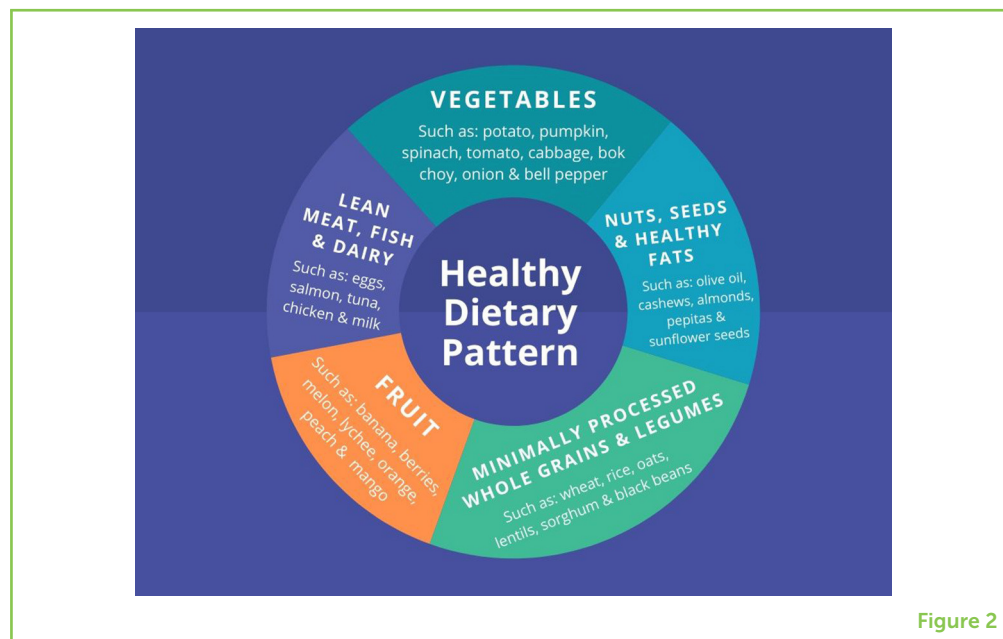 VEGETABLES
Such as: potato, pumpkin,
spinach, tomato, cabbage, bok
choy, onion & bell pepper
NUTS, SEEDS
& HEALTHY
FATS
Such as: olive oil,
cashews, almonds,
pepitas &
sunflower seeds
MINIMALLY PROCESSED
WHOLE GRAINS & LEGUMES
Such as: wheat, rice, oats,
lentils, sorghum & black beans
FRUIT
Such as: banana, berries,
melon, lychee, orange,
peach & mango
LEAN
MEAT, FISH
& DAIRY
Such as: eggs,
salmon, tuna,
chicken & milk
Healthy
Dietary
Pattern
Figure 2